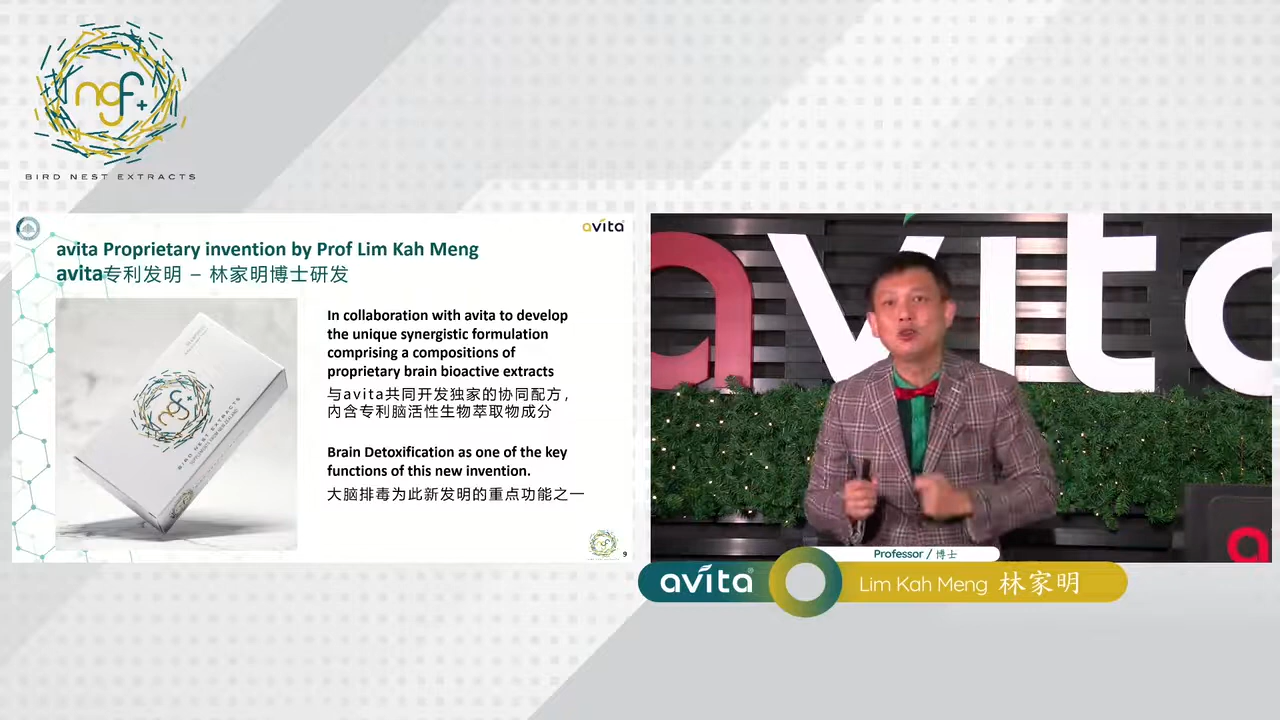 ngf+
BIRD NEST EXTRACTS
avita
avita Proprietary invention by Prof Lim Kah Meng
avita专利发明 – 林家明博士研发
In collaboration with avita to develop
the unique synergistic formulation
comprising a compositions of
proprietary brain bioactive extracts
与avita共同开发独家的协同配方,
内含专利脑活性生物萃取物成分
Brain Detoxification as one of the key
functions of this new invention.
大脑排毒为此新发明的重点功能之一
ngf+
BIRD NEST EXTRACTS
9
avita
a
Professor / 博士
avita
Lim Kah Meng 林家明